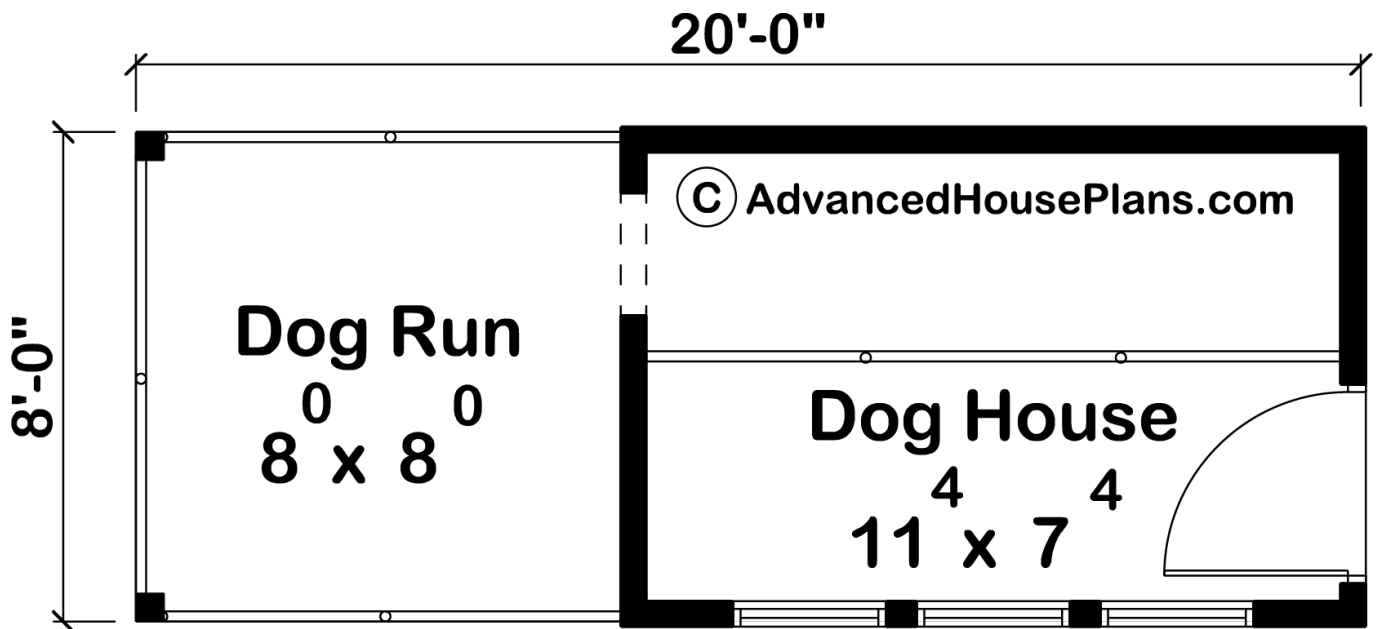 20'-0"
8'-0"
© AdvancedHousePlans.com
Dog Run
8⁰ x 8⁰
Dog House
11⁴ x 7⁴